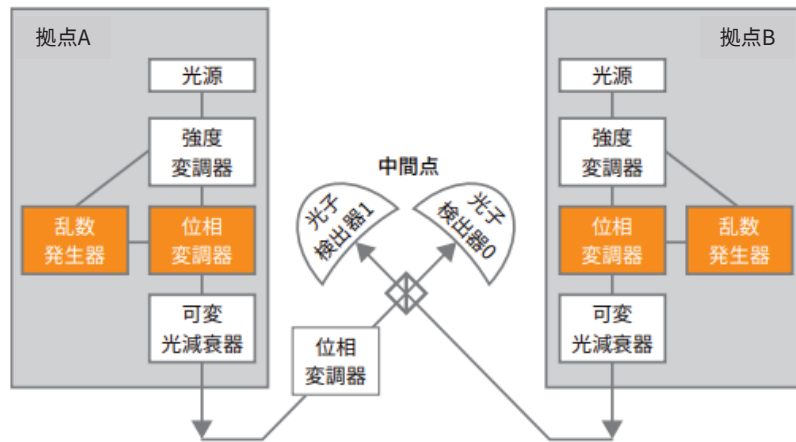 拠点A
光源
強度
変調器
乱数
発生器
位相
変調器
可変
光減衰器
位相
変調器
中間点
光子
検出器1
光子
検出器0
拠点B
光源
強度
変調器
位相
変調器
乱数
発生器
可変
光減衰器